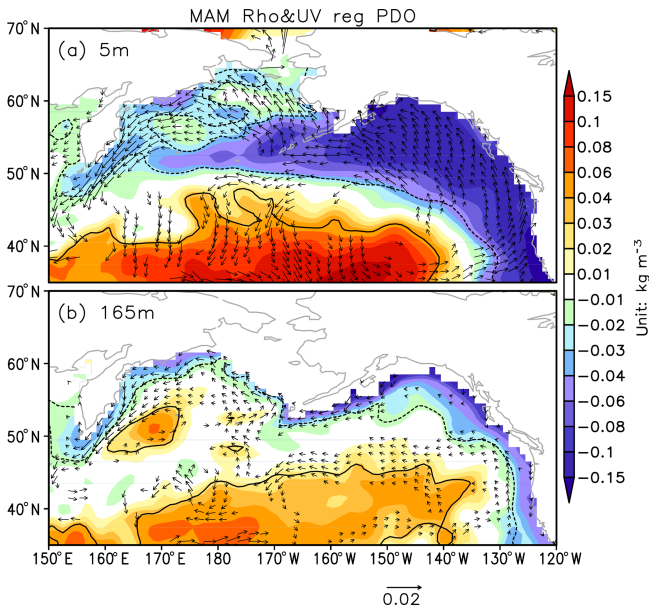 MAM Rho&UV reg PDO
(a) 5m
70°N
60°N
50°N
40°N
(b) 165m
70°N
60°N
50°N
40°N
150°E 160°E 170°E 180° 170°W 160°W 150°W 140°W 130°W 120°W
0.02
0.15
0.1
0.08
0.06
0.04
0.03
0.02
0.01
−0.01
−0.02
−0.03
−0.04
−0.06
−0.08
−0.1
−0.15
Unit: kg m⁻³